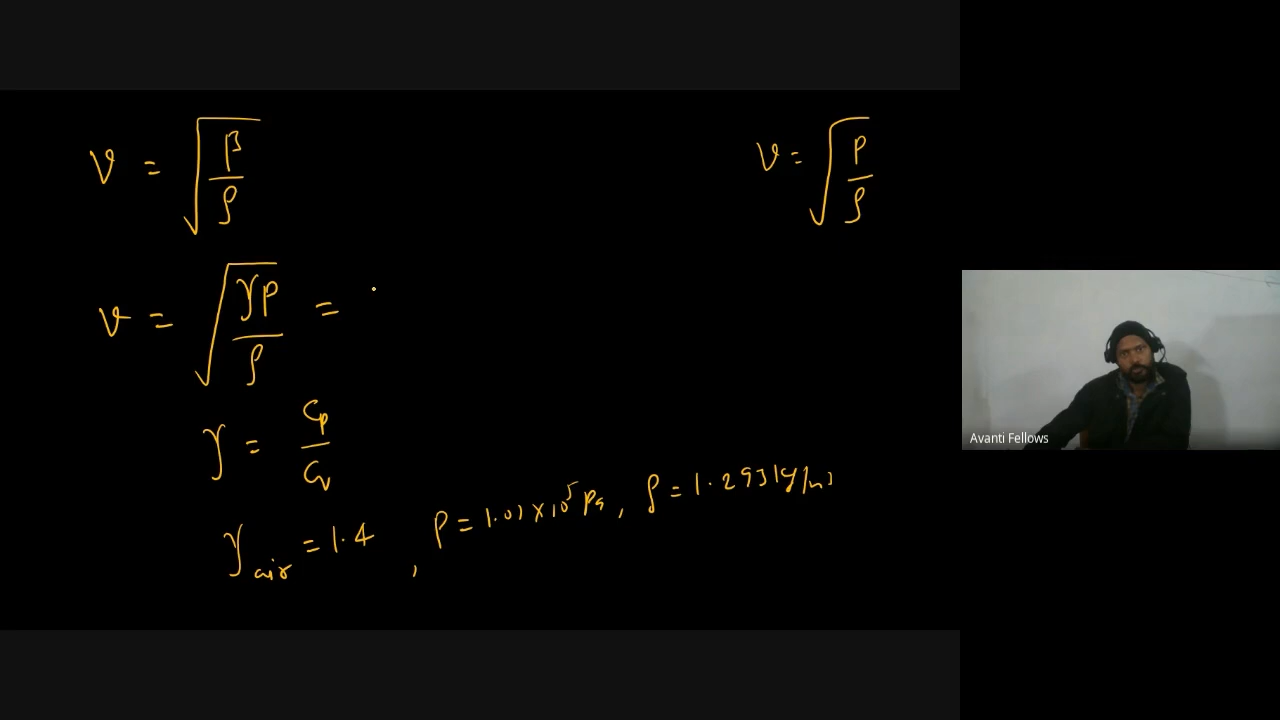 v = √(β/ρ)
v = √(P/ρ)
v = √(γP/ρ) =
γ = Cp/Cv
γair = 1.4 , P = 1.01×10⁵ Pa, ρ = 1.293 kg/m³
Avanti Fellows